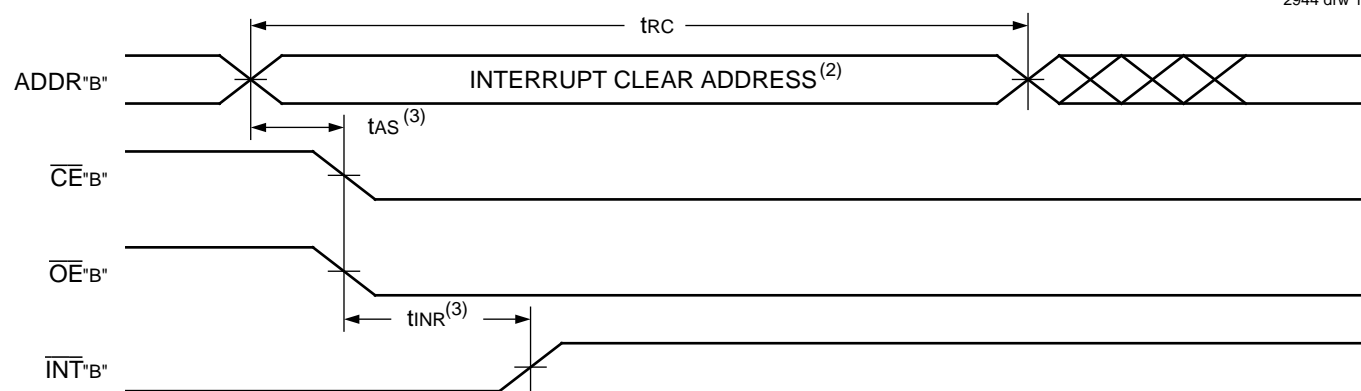 2944 drw 1
tRC
ADDR"B"
INTERRUPT CLEAR ADDRESS(2)
tAS(3)
CE"B"
OE"B"
tINR(3)
INT"B"